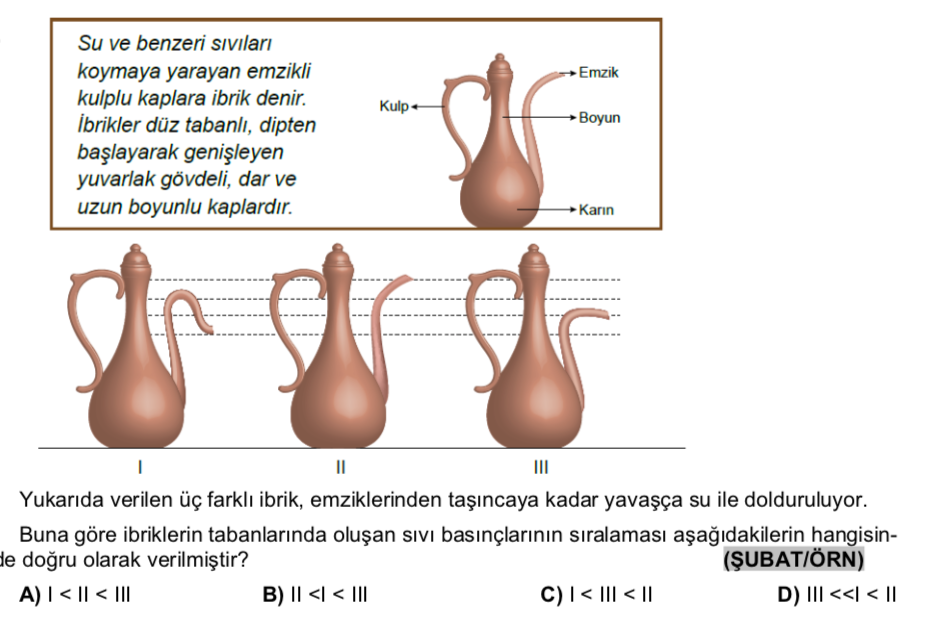 Su ve benzeri sıvıları
koymaya yarayan emzikli
kulplu kaplara ibrik denir.
İbrikler düz tabanlı, dipten
başlayarak genişleyen
yuvarlak gövdeli, dar ve
uzun boyunlu kaplardır.
Kulp
Emzik
Boyun
Karın
I
II
III
Yukarıda verilen üç farklı ibrik, emziklerinden taşıncaya kadar yavaşça su ile dolduruluyor.
Buna göre ibriklerin tabanlarında oluşan sıvı basınçlarının sıralaması aşağıdakilerin hangisin-
de doğru olarak verilmiştir? (ŞUBAT/ÖRN)
A) I < II < III B) II <I < III C) I < III < II D) III <<I < II